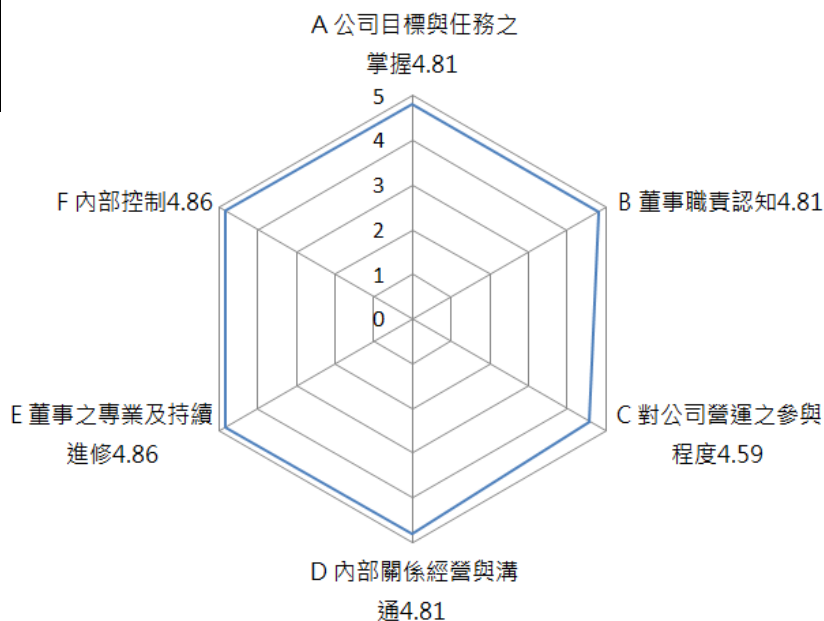 A 公司目標與任務之
掌握4.81
5
4
3
2
1
0
F 內部控制4.86
B 董事職責認知4.81
E 董事之專業及持續
進修4.86
C 對公司營運之參與
程度4.59
D 內部關係經營與溝
通4.81